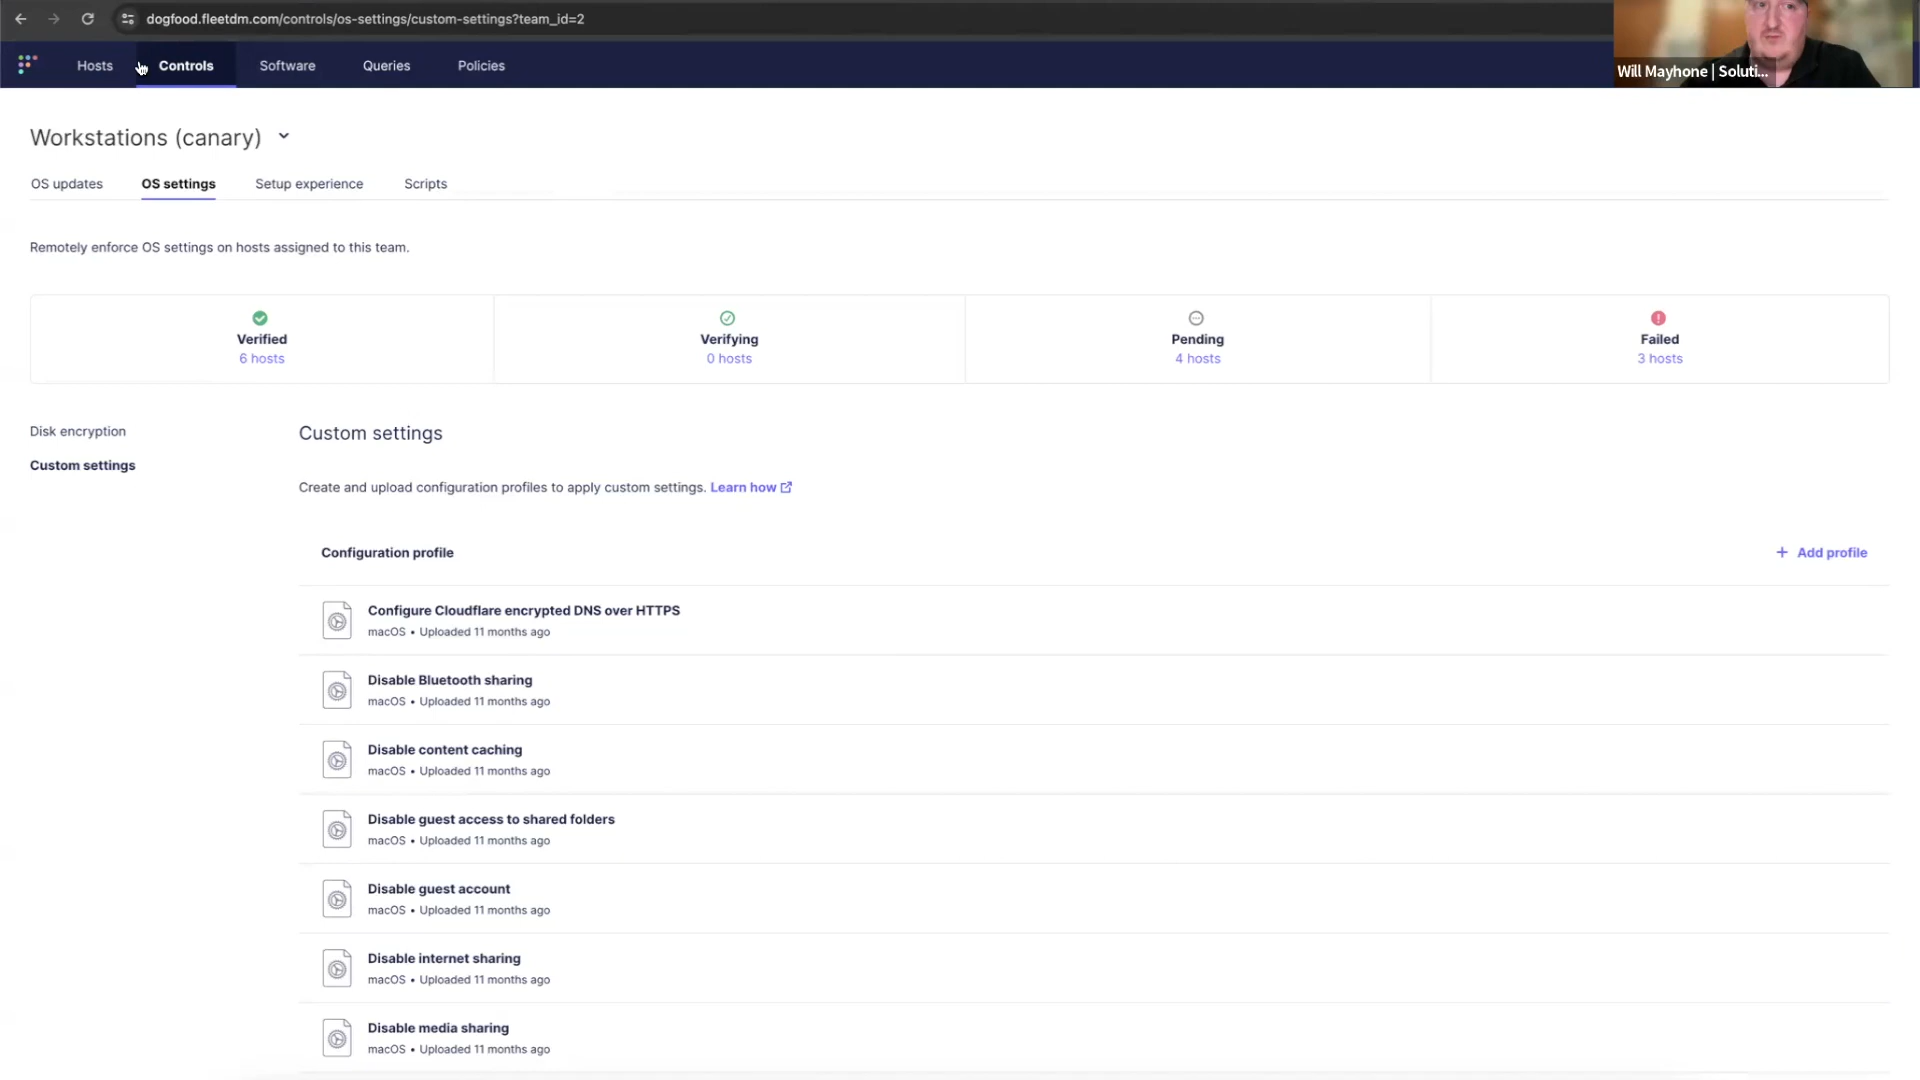 dogfood.fleetdm.com/controls/os-settings/custom-settings?team_id=2
Hosts
Controls
Software
Queries
Policies
Will Mayhone | Soluti...
Workstations (canary)
OS updates
OS settings
Setup experience
Scripts
Remotely enforce OS settings on hosts assigned to this team.
Verified
6 hosts
Verifying
0 hosts
Pending
4 hosts
Failed
3 hosts
Disk encryption
Custom settings
Custom settings
Create and upload configuration profiles to apply custom settings. Learn how
Configuration profile
+ Add profile
Configure Cloudflare encrypted DNS over HTTPS
macOS • Uploaded 11 months ago
Disable Bluetooth sharing
macOS • Uploaded 11 months ago
Disable content caching
macOS • Uploaded 11 months ago
Disable guest access to shared folders
macOS • Uploaded 11 months ago
Disable guest account
macOS • Uploaded 11 months ago
Disable internet sharing
macOS • Uploaded 11 months ago
Disable media sharing
macOS • Uploaded 11 months ago